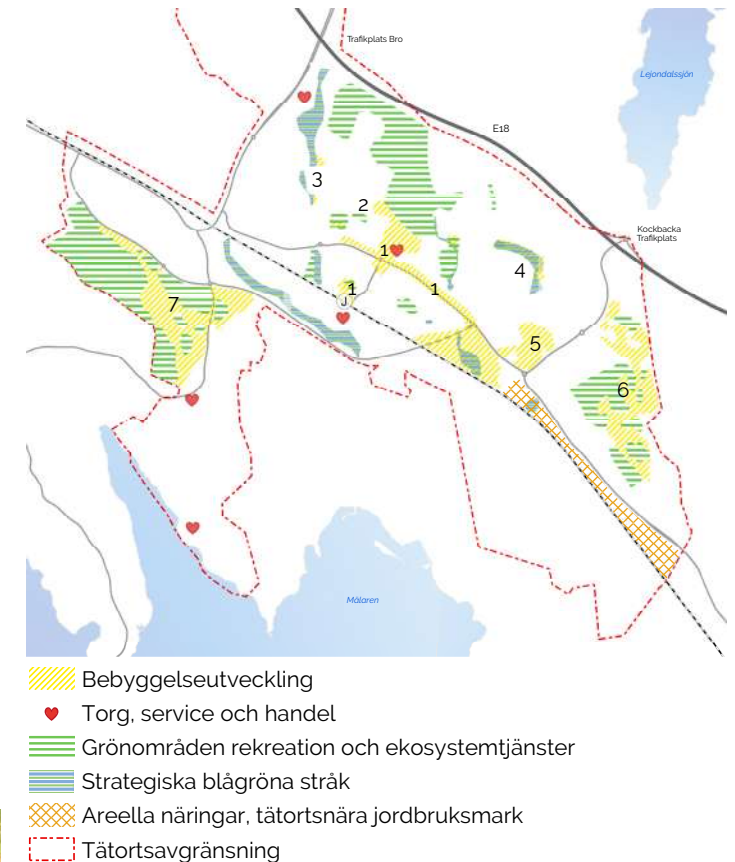 Trafikplats Bro
Lejondalssjön
E18
3
2
Kockbacka
Trafikplats
1
4
1
1
7
J
5
6
Mälaren
Bebyggelseutveckling
Torg, service och handel
Grönområden rekreation och ekosystemtjänster
Strategiska blågröna stråk
Areella näringar, tätortsnära jordbruksmark
Tätortsavgränsning